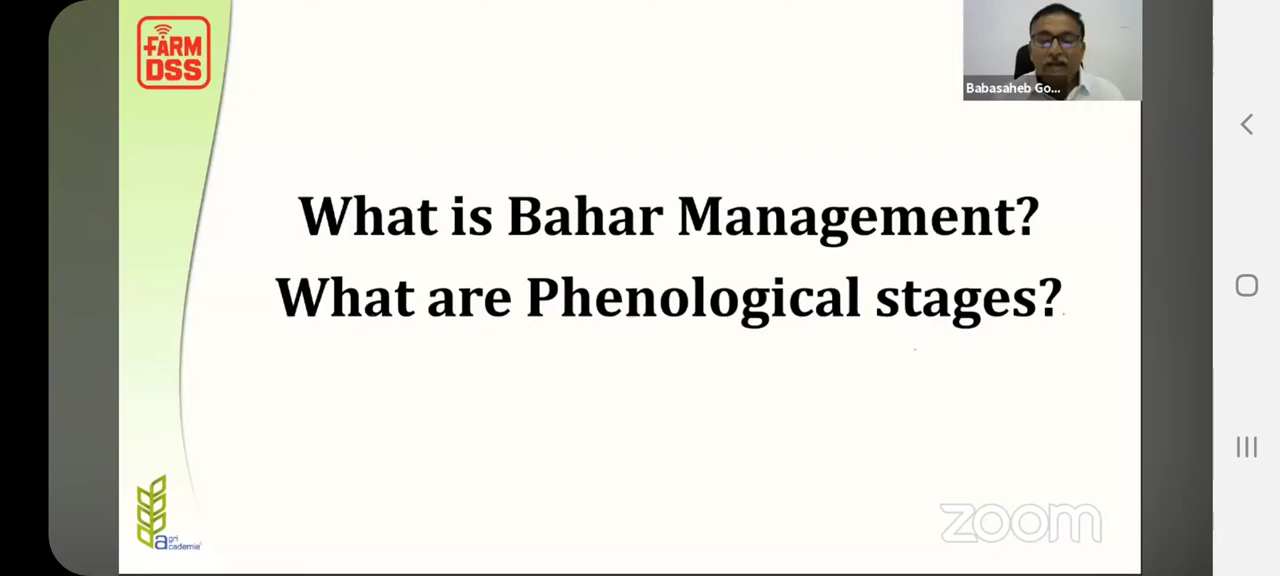 FARM
DSS
Babasaheb Go...
What is Bahar Management?
What are Phenological stages?
agri
academia
zoom